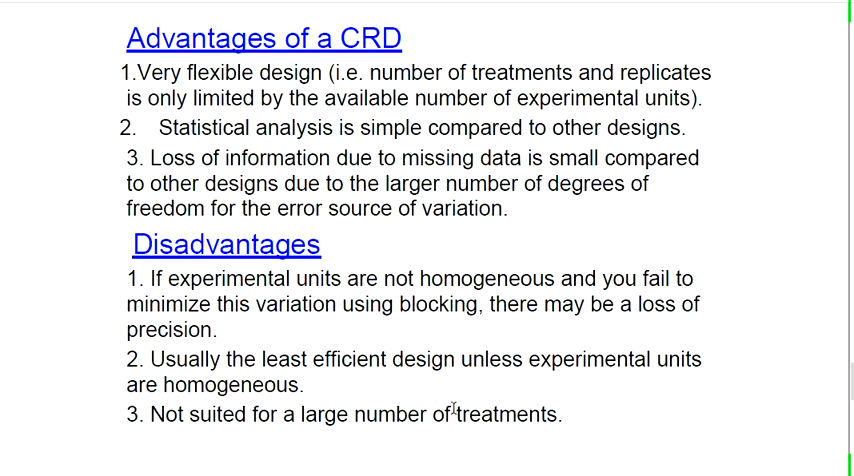 Advantages of a CRD
1.Very flexible design (i.e. number of treatments and replicates
is only limited by the available number of experimental units).
2. Statistical analysis is simple compared to other designs.
3. Loss of information due to missing data is small compared
to other designs due to the larger number of degrees of
freedom for the error source of variation.
Disadvantages
1. If experimental units are not homogeneous and you fail to
minimize this variation using blocking, there may be a loss of
precision.
2. Usually the least efficient design unless experimental units
are homogeneous.
3. Not suited for a large number of treatments.